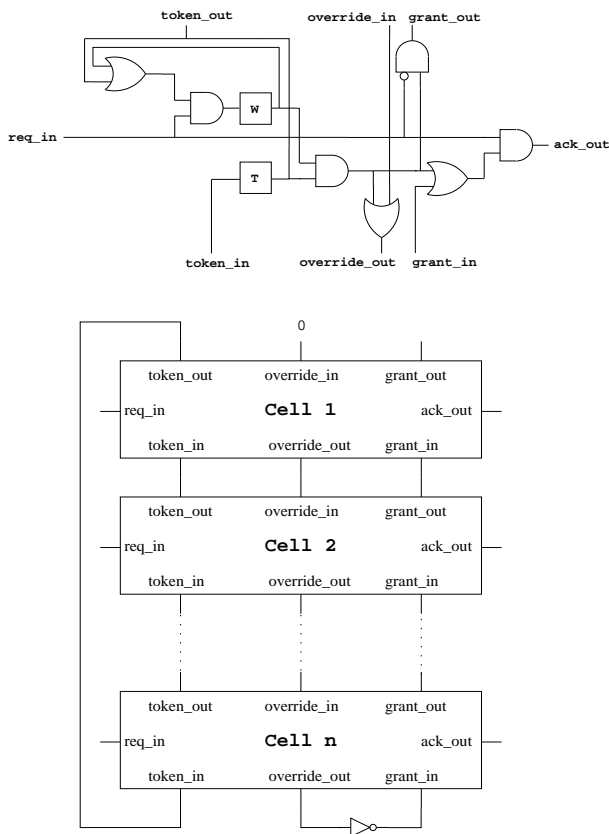 token_out override_in grant_out
W
req_in ack_out
T
token_in override_out grant_in
0
token_out override_in grant_out
req_in Cell 1 ack_out
token_in override_out grant_in
token_out override_in grant_out
req_in Cell 2 ack_out
token_in override_out grant_in
token_out override_in grant_out
req_in Cell n ack_out
token_in override_out grant_in